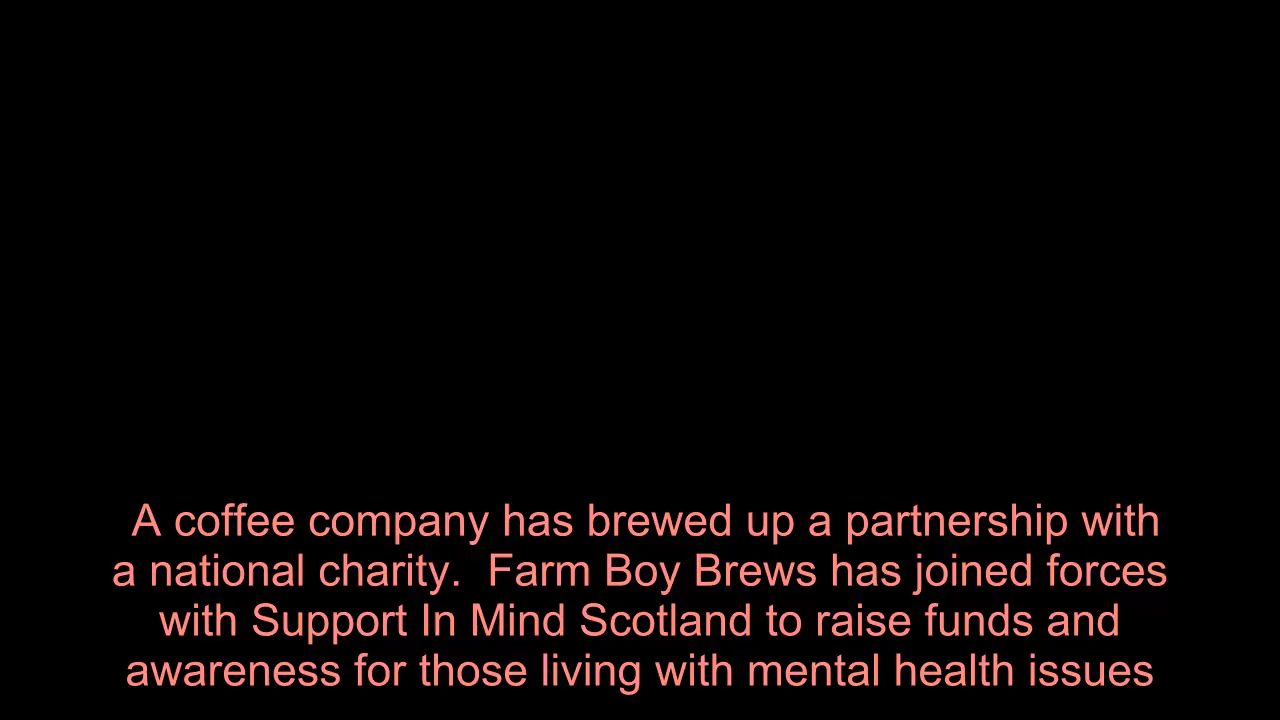 A coffee company has brewed up a partnership with
a national charity.  Farm Boy Brews has joined forces
with Support In Mind Scotland to raise funds and
awareness for those living with mental health issues